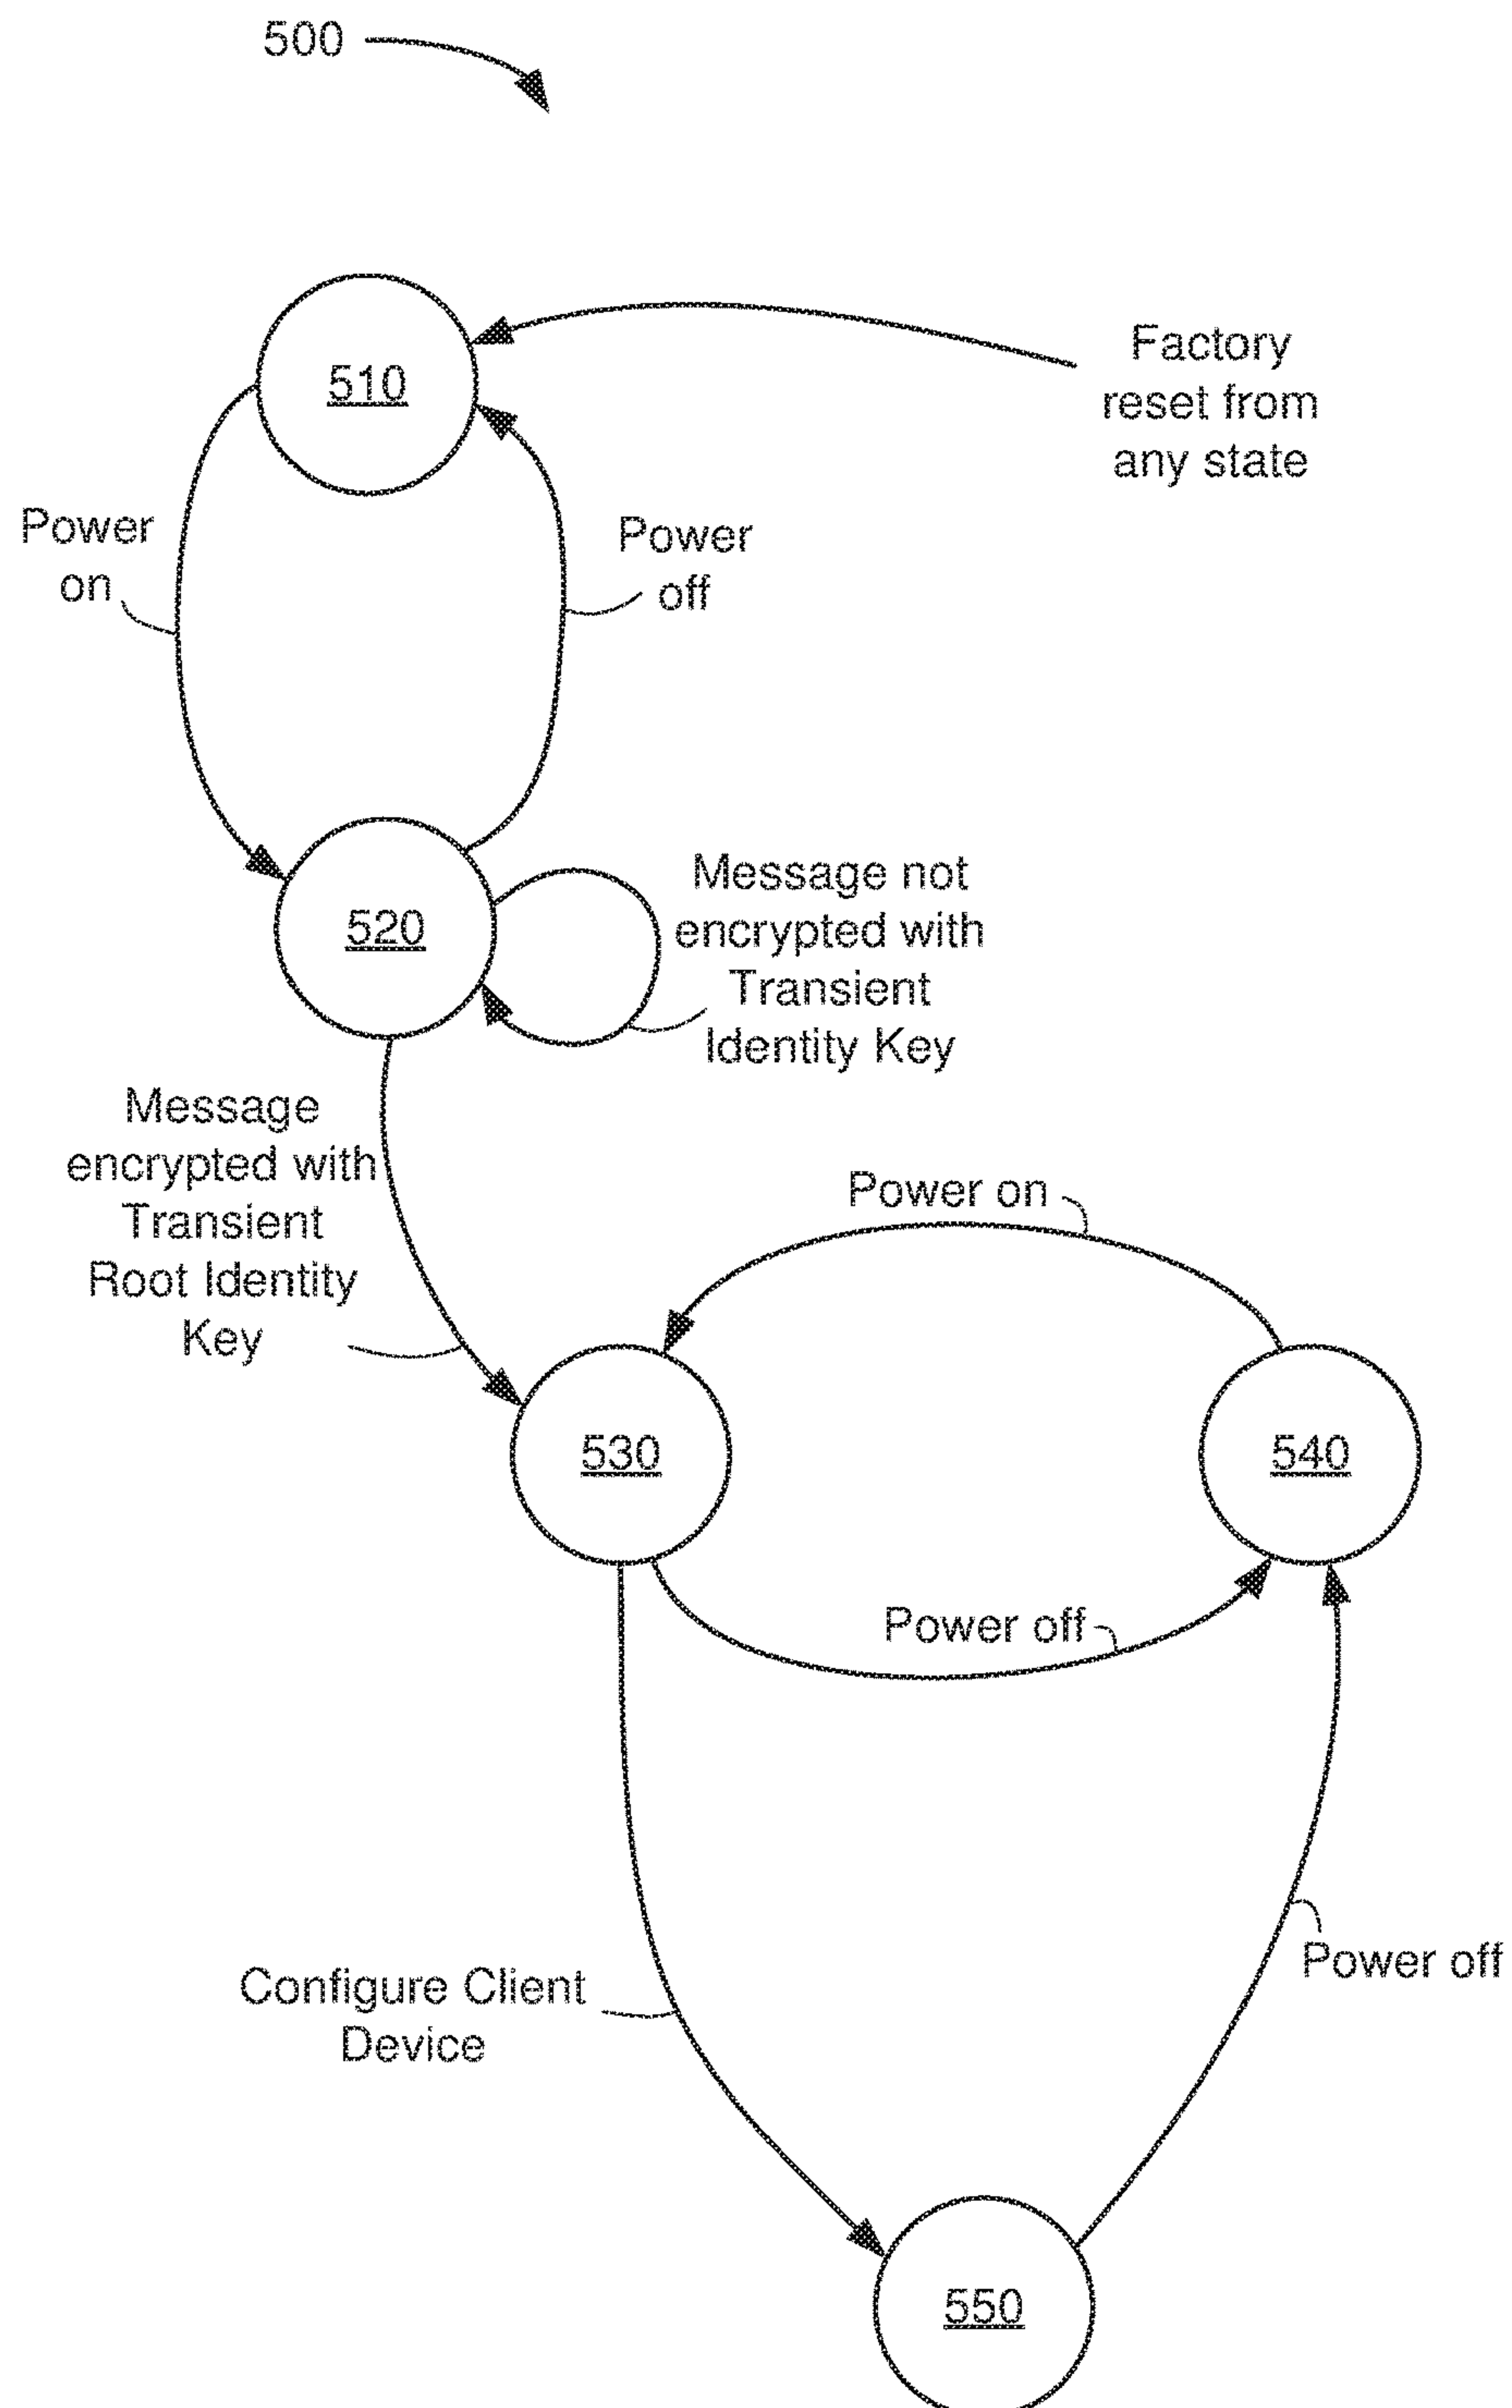 500
510
Factory
reset from
any state
Power
on
Power
off
520
Message not
encrypted with
Transient
Identity Key
Message
encrypted with
Transient
Root Identity
Key
Power on
530
540
Power off
Configure Client
Device
Power off
550